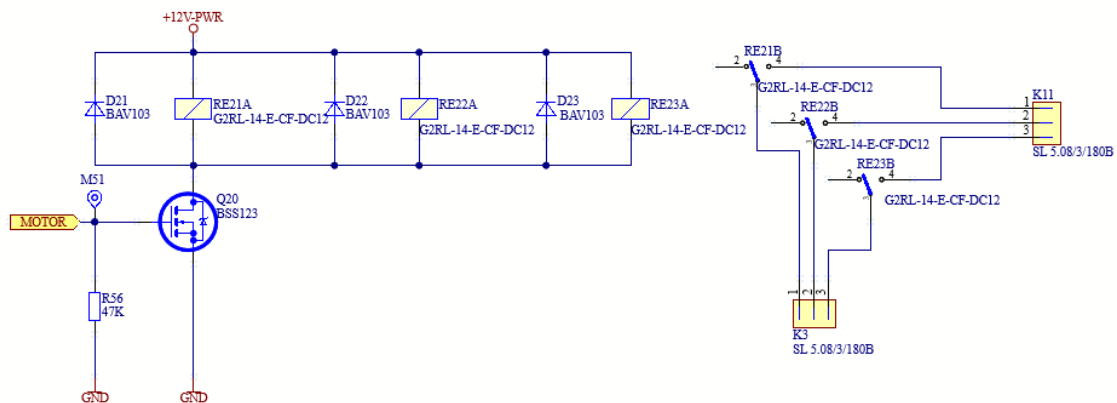 +12V-PWR
D21
BAV103
RE21A
G2RL-14-E-CF-DC12
D22
BAV103
RE22A
G2RL-14-E-CF-DC12
D23
BAV103
RE23A
G2RL-14-E-CF-DC12
M51
MOTOR
Q20
BSS123
R56
47K
GND
GND
RE21B
2
4
3
G2RL-14-E-CF-DC12
RE22B
2
4
3
G2RL-14-E-CF-DC12
RE23B
2
4
3
G2RL-14-E-CF-DC12
K11
1
2
3
SL 5.08/3/180B
1
2
3
K3
SL 5.08/3/180B